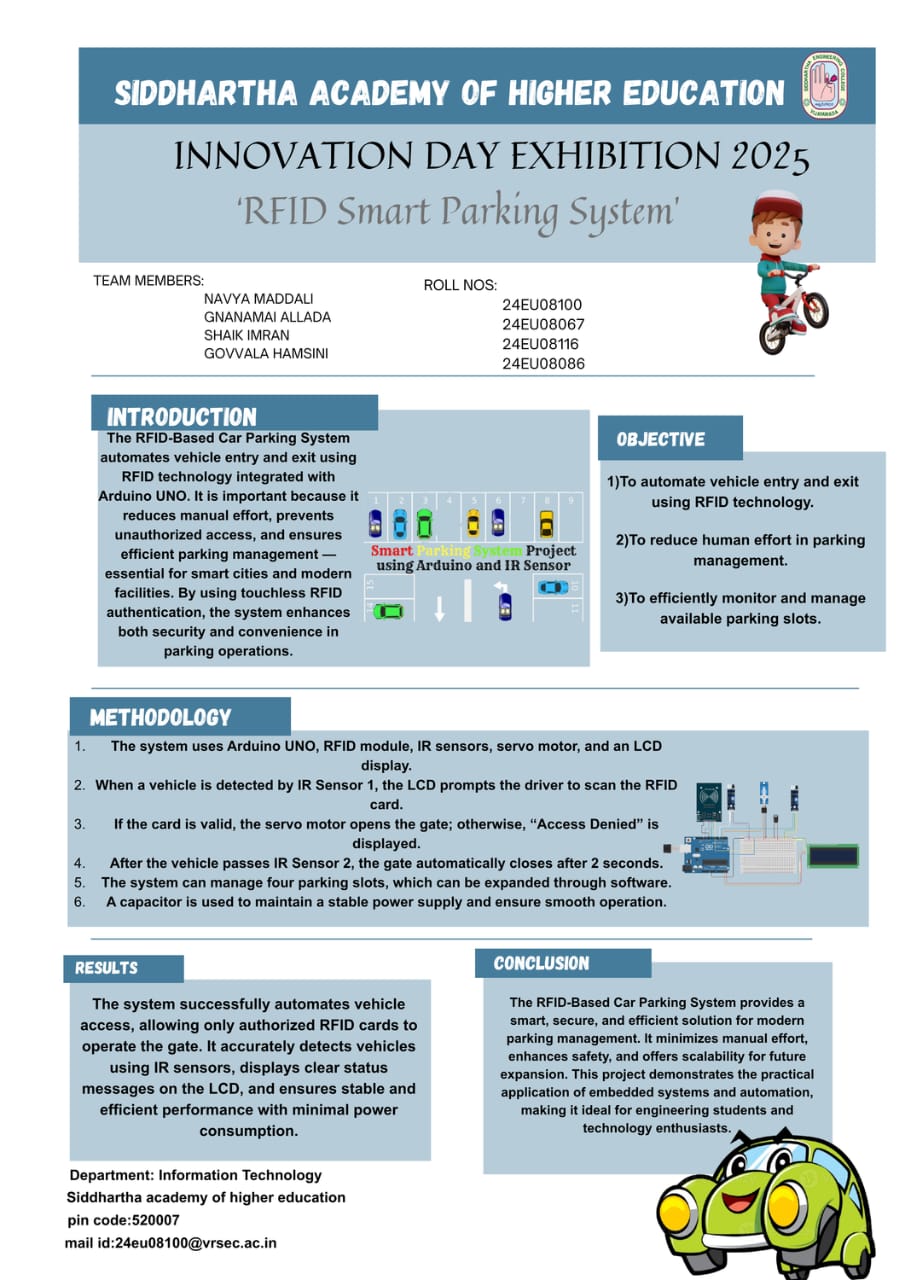 SIDDHARTHA ACADEMY OF HIGHER EDUCATION
SIDDHARTHA ENGINEERING COLLEGE
VIJAYAWADA
INNOVATION DAY EXHIBITION 2025
‘RFID Smart Parking System’
TEAM MEMBERS:
NAVYA MADDALI
GNANAMAI ALLADA
SHAIK IMRAN
GOVVALA HAMSINI
ROLL NOS:
24EU08100
24EU08067
24EU08116
24EU08086
INTRODUCTION
The RFID-Based Car Parking System
automates vehicle entry and exit using
RFID technology integrated with
Arduino UNO. It is important because it
reduces manual effort, prevents
unauthorized access, and ensures
efficient parking management —
essential for smart cities and modern
facilities. By using touchless RFID
authentication, the system enhances
both security and convenience in
parking operations.
1 2 3 4 5 6 7 8 9
Smart Parking System Project
using Arduino and IR Sensor
15
10
11
OBJECTIVE
1)To automate vehicle entry and exit
using RFID technology.
2)To reduce human effort in parking
management.
3)To efficiently monitor and manage
available parking slots.
METHODOLOGY
1. The system uses Arduino UNO, RFID module, IR sensors, servo motor, and an LCD
display.
2. When a vehicle is detected by IR Sensor 1, the LCD prompts the driver to scan the RFID
card.
3. If the card is valid, the servo motor opens the gate; otherwise, “Access Denied” is
displayed.
4. After the vehicle passes IR Sensor 2, the gate automatically closes after 2 seconds.
5. The system can manage four parking slots, which can be expanded through software.
6. A capacitor is used to maintain a stable power supply and ensure smooth operation.
RESULTS
The system successfully automates vehicle
access, allowing only authorized RFID cards to
operate the gate. It accurately detects vehicles
using IR sensors, displays clear status
messages on the LCD, and ensures stable and
efficient performance with minimal power
consumption.
CONCLUSION
The RFID-Based Car Parking System provides a
smart, secure, and efficient solution for modern
parking management. It minimizes manual effort,
enhances safety, and offers scalability for future
expansion. This project demonstrates the practical
application of embedded systems and automation,
making it ideal for engineering students and
technology enthusiasts.
Department: Information Technology
Siddhartha academy of higher education
pin code:520007
mail id:24eu08100@vrsec.ac.in